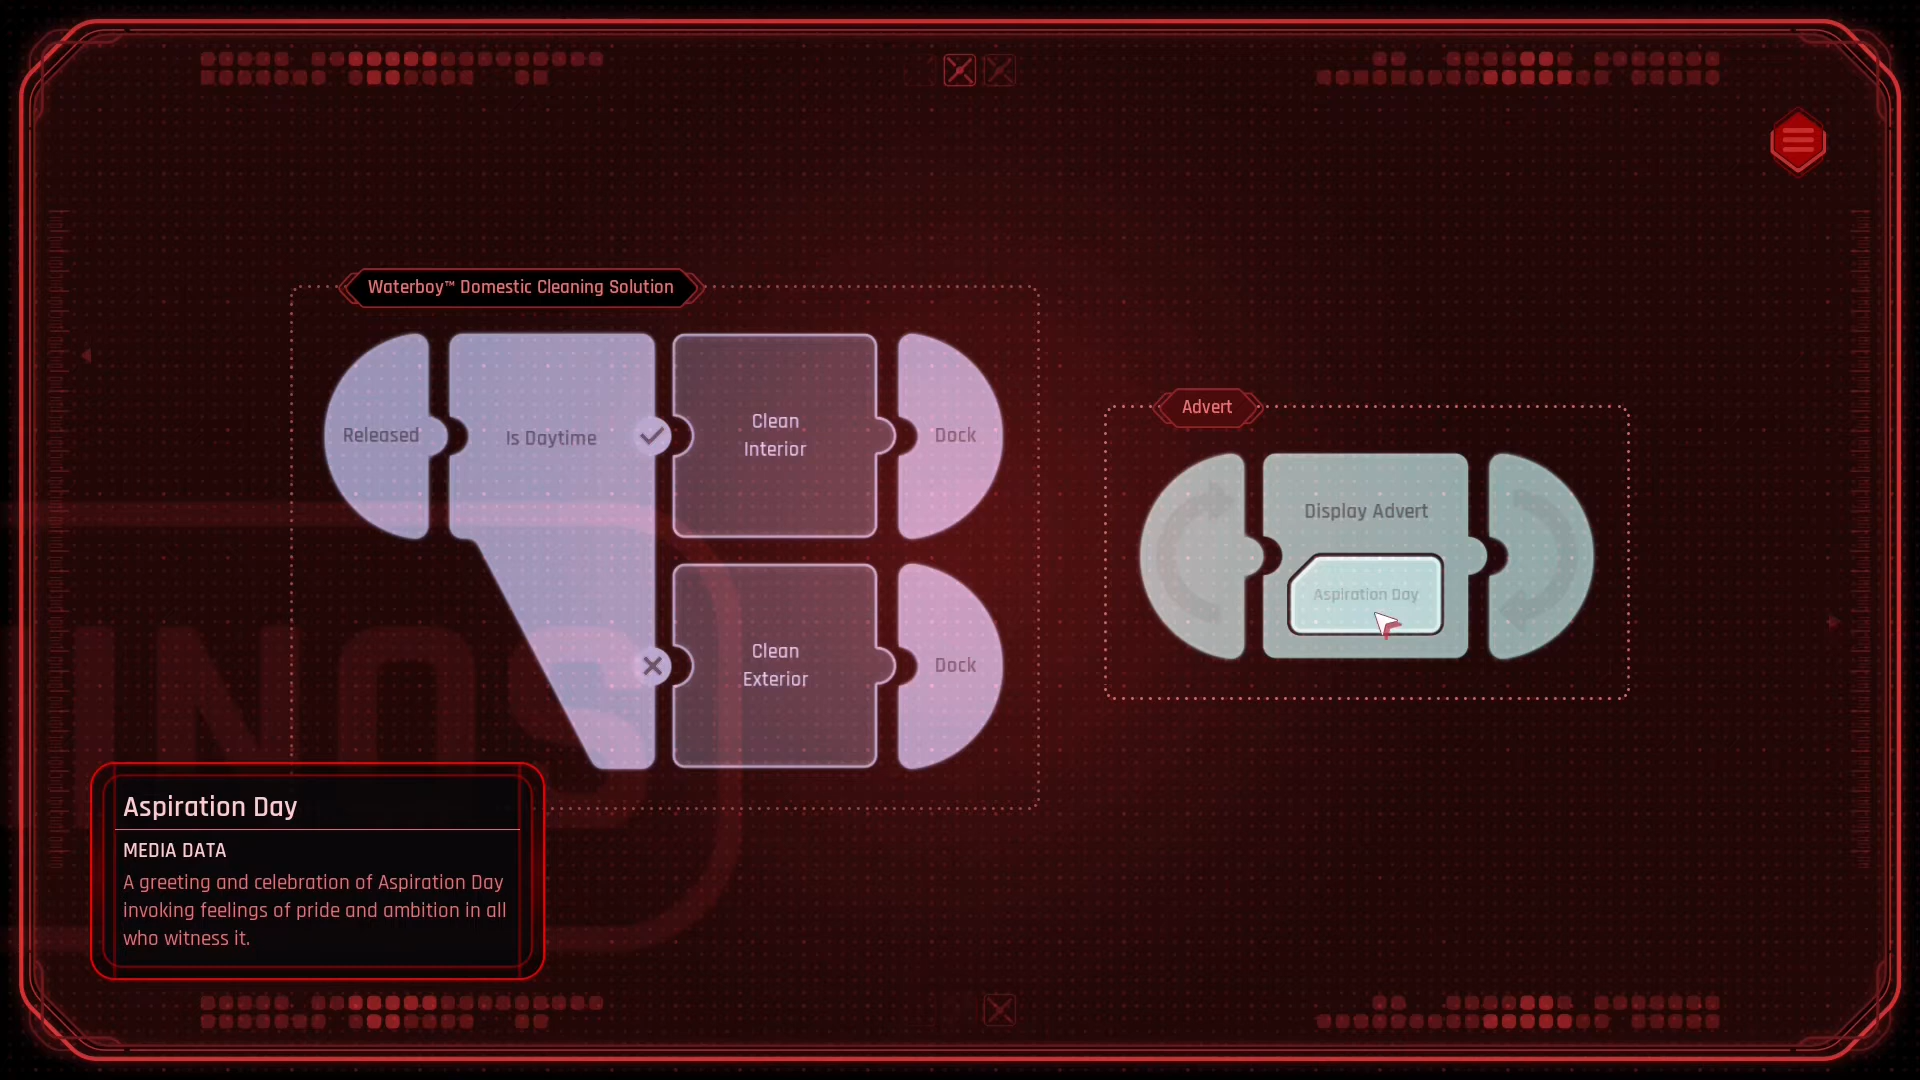 Waterboy™ Domestic Cleaning Solution
Released
Is Daytime
Clean
Interior
Dock
Clean
Exterior
Dock
Advert
Display Advert
Aspiration Day
INOS
Aspiration Day
MEDIA DATA
A greeting and celebration of Aspiration Day
invoking feelings of pride and ambition in all
who witness it.